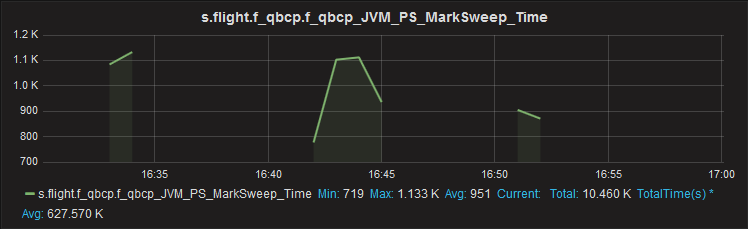 s.flight.f_qbcp.f_qbcp_JVM_PS_MarkSweep_Time
1.2 K
1.1 K
1.0 K
900
800
700
16:35 16:40 16:45 16:50 16:55 17:00
s.flight.f_qbcp.f_qbcp_JVM_PS_MarkSweep_Time Min: 719 Max: 1.133 K Avg: 951 Current: Total: 10.460 K TotalTime(s) *
Avg: 627.570 K